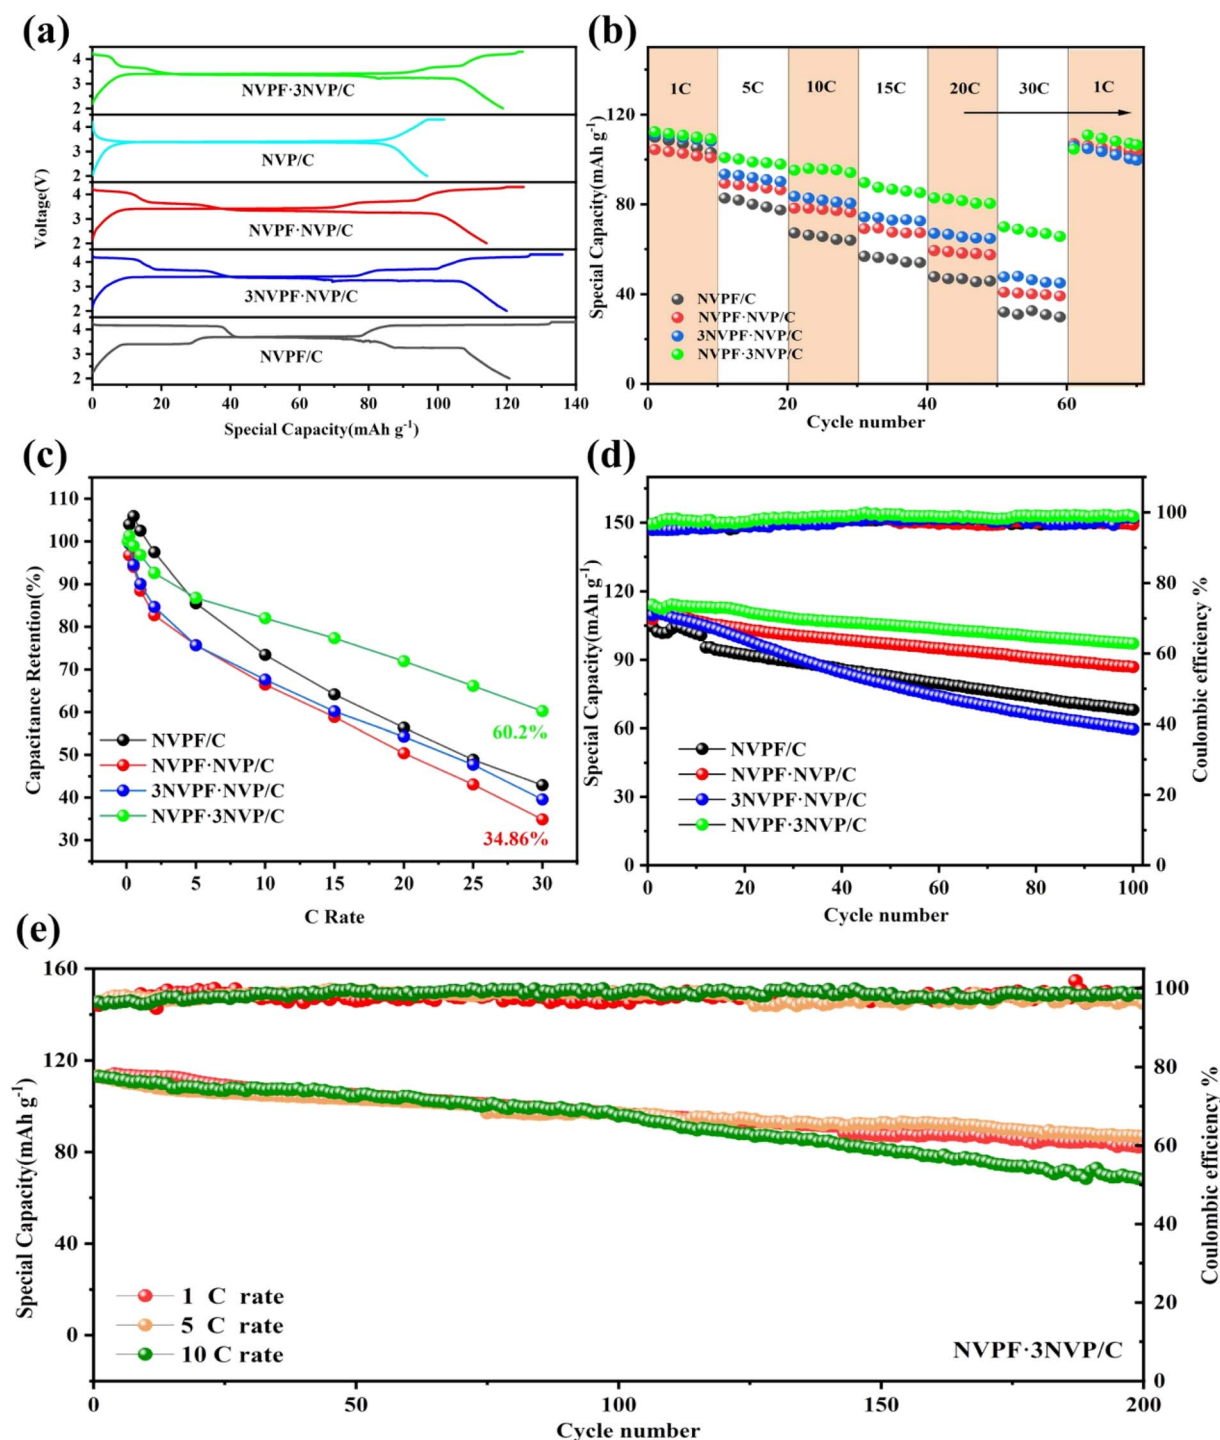 (a)
4
3
2
NVPF·3NVP/C
4
3
2
NVP/C
4
3
2
NVPF·NVP/C
4
3
2
3NVPF·NVP/C
4
3
2
NVPF/C
Voltage(V)
0 20 40 60 80 100 120 140
Special Capacity(mAh g-1)
(b)
1C 5C 10C 15C 20C 30C 1C
120
80
40
0
Special Capacity(mAh g-1)
NVPF/C
NVPF·NVP/C
3NVPF·NVP/C
NVPF·3NVP/C
0 20 40 60
Cycle number
(c)
110
100
90
80
70
60
50
40
30
Capacitance Retention(%)
60.2%
34.86%
NVPF/C
NVPF·NVP/C
3NVPF·NVP/C
NVPF·3NVP/C
0 5 10 15 20 25 30
C Rate
(d)
150
120
90
60
30
0
Special Capacity(mAh g-1)
NVPF/C
NVPF·NVP/C
3NVPF·NVP/C
NVPF·3NVP/C
100
80
60
40
20
0
Coulombic efficiency %
0 20 40 60 80 100
Cycle number
(e)
160
120
80
40
0
Special Capacity(mAh g-1)
1 C rate
5 C rate
10 C rate
NVPF·3NVP/C
100
80
60
40
20
0
Coulombic efficiency %
0 50 100 150 200
Cycle number